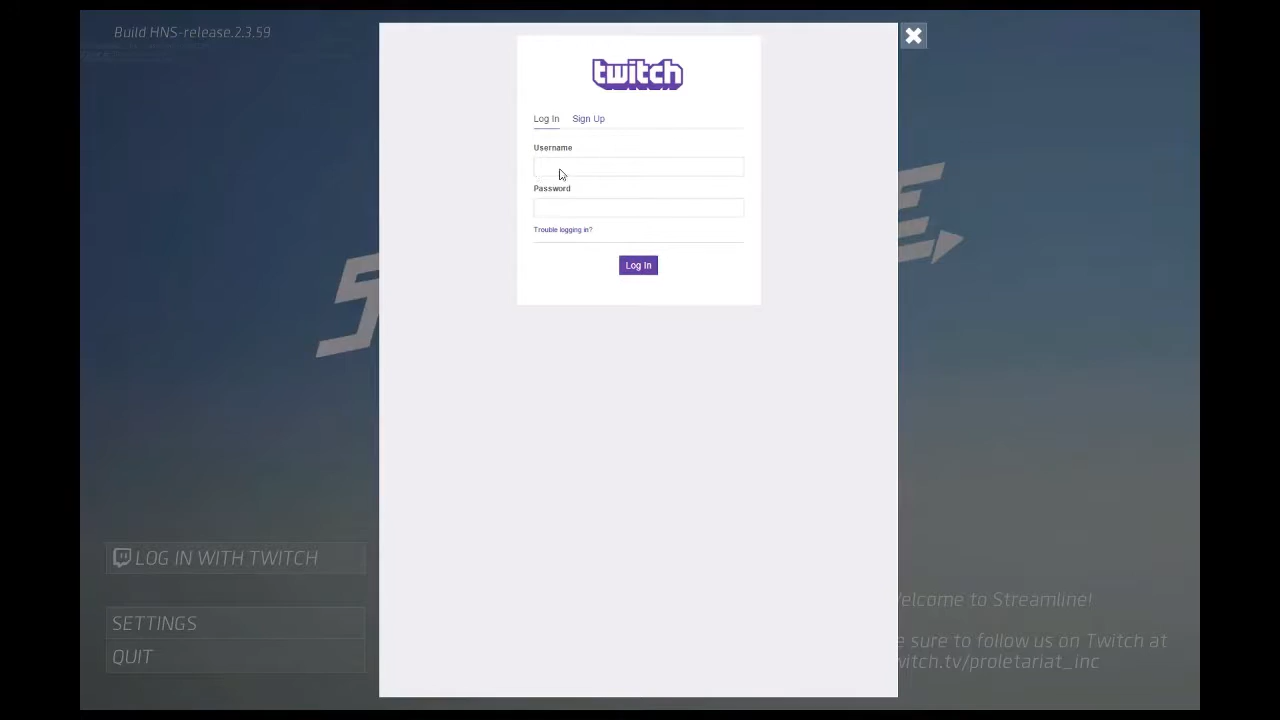 Build HNS-release.2.3.59
twitch
Log In
Sign Up
Username
Password
Trouble logging in?
Log In
LOG IN WITH TWITCH
SETTINGS
QUIT
elcome to Streamline!
e sure to follow us on Twitch at
witch.tv/proletariat_inc